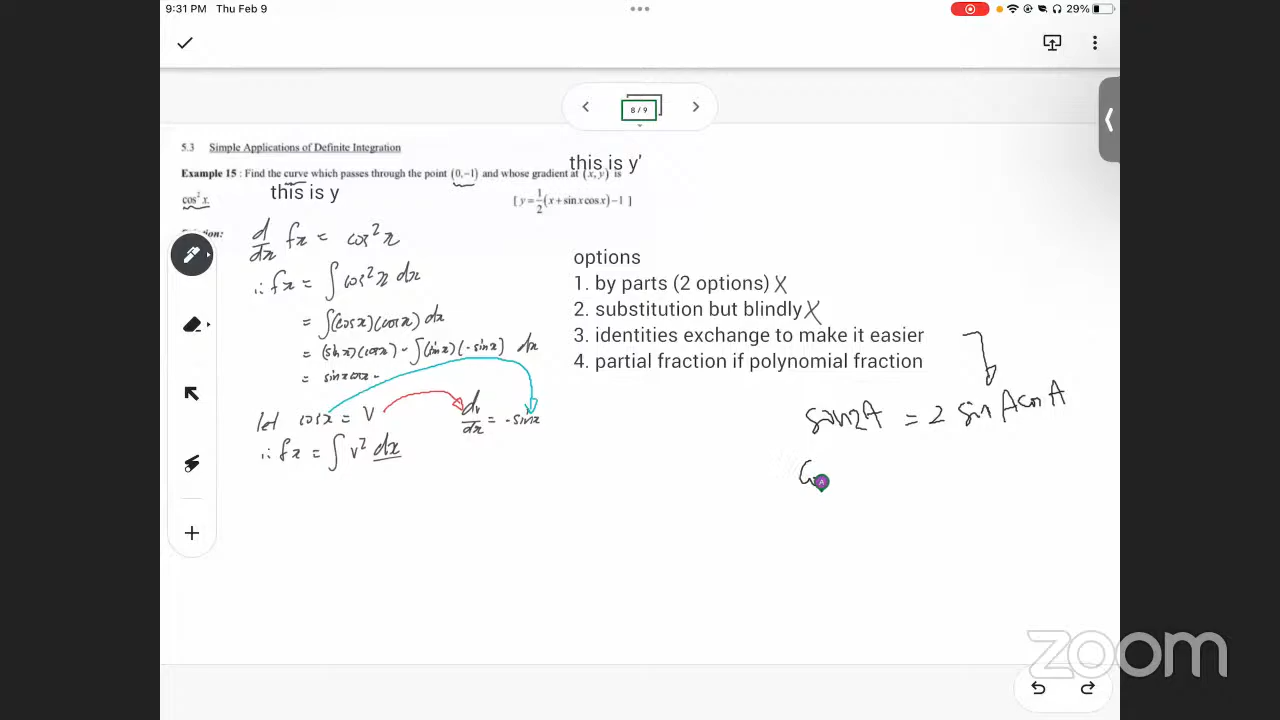 9:31 PM Thu Feb 9
29%
8 / 9
5.3 Simple Applications of Definite Integration
this is y'
Example 15 : Find the curve which passes through the point (0,−1) and whose gradient at (x, y) is
this is y
cos² x.
[ y = 1/2 (x + sin x cos x) − 1 ]
d/dx fx = cos² x
∴ fx = ∫ cos² x dx
= ∫(cos x)(cos x) dx
= (sin x)(cos x) - ∫(sin x)(-sin x) dx
= sin x cos x -
let cos x = v
dv/dx = -sin x
∴ fx = ∫ v² dx
options
1. by parts (2 options) X
2. substitution but blindly X
3. identities exchange to make it easier
4. partial fraction if polynomial fraction
sin2A = 2 sin A cos A
A
zoom